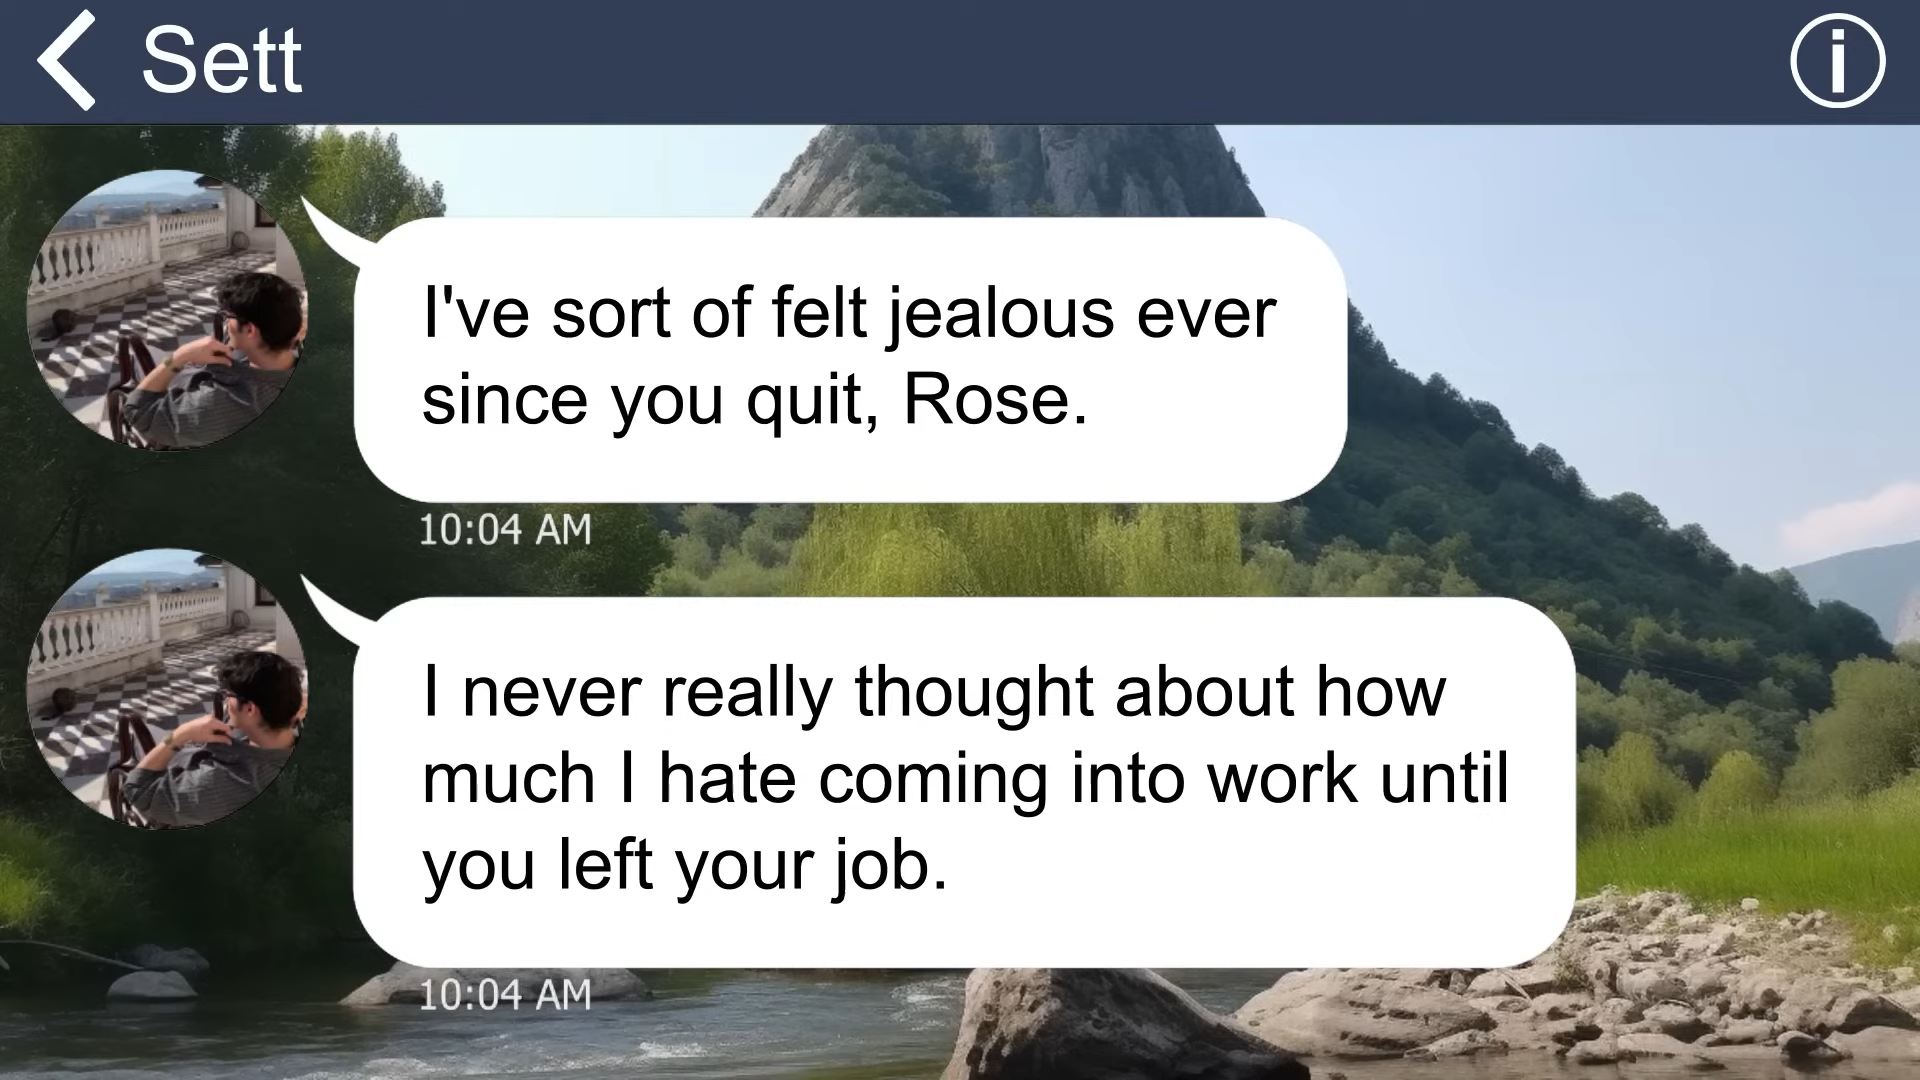 Sett
I've sort of felt jealous ever
since you quit, Rose.
10:04 AM
I never really thought about how
much I hate coming into work until
you left your job.
10:04 AM